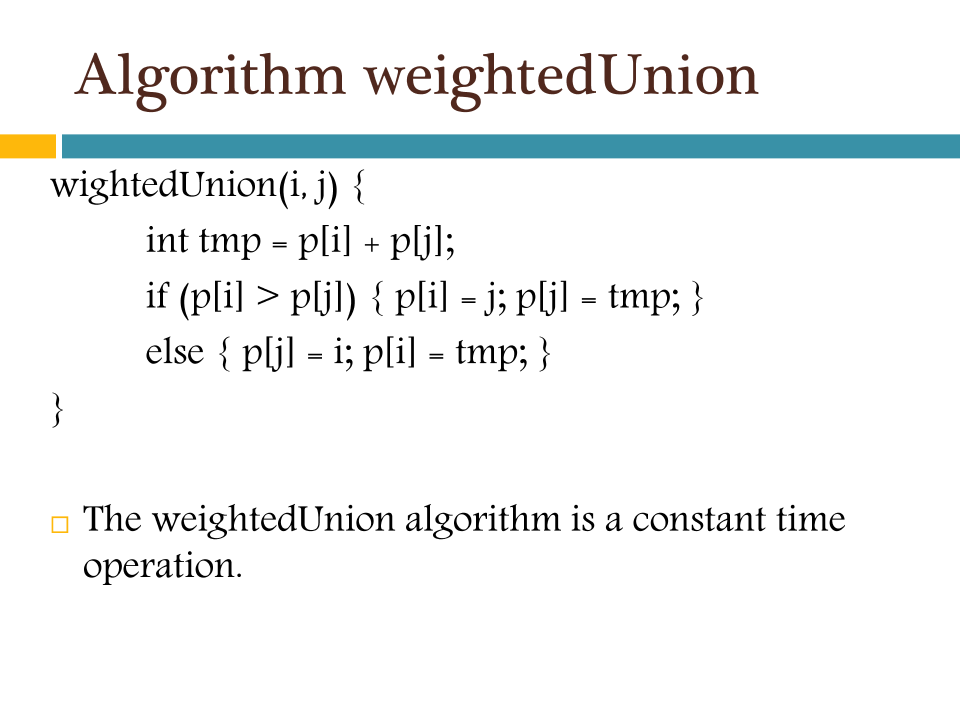 Algorithm weightedUnion
wightedUnion(i, j) {
int tmp = p[i] + p[j];
if (p[i] > p[j]) { p[i] = j; p[j] = tmp; }
else { p[j] = i; p[i] = tmp; }
}
The weightedUnion algorithm is a constant time
operation.